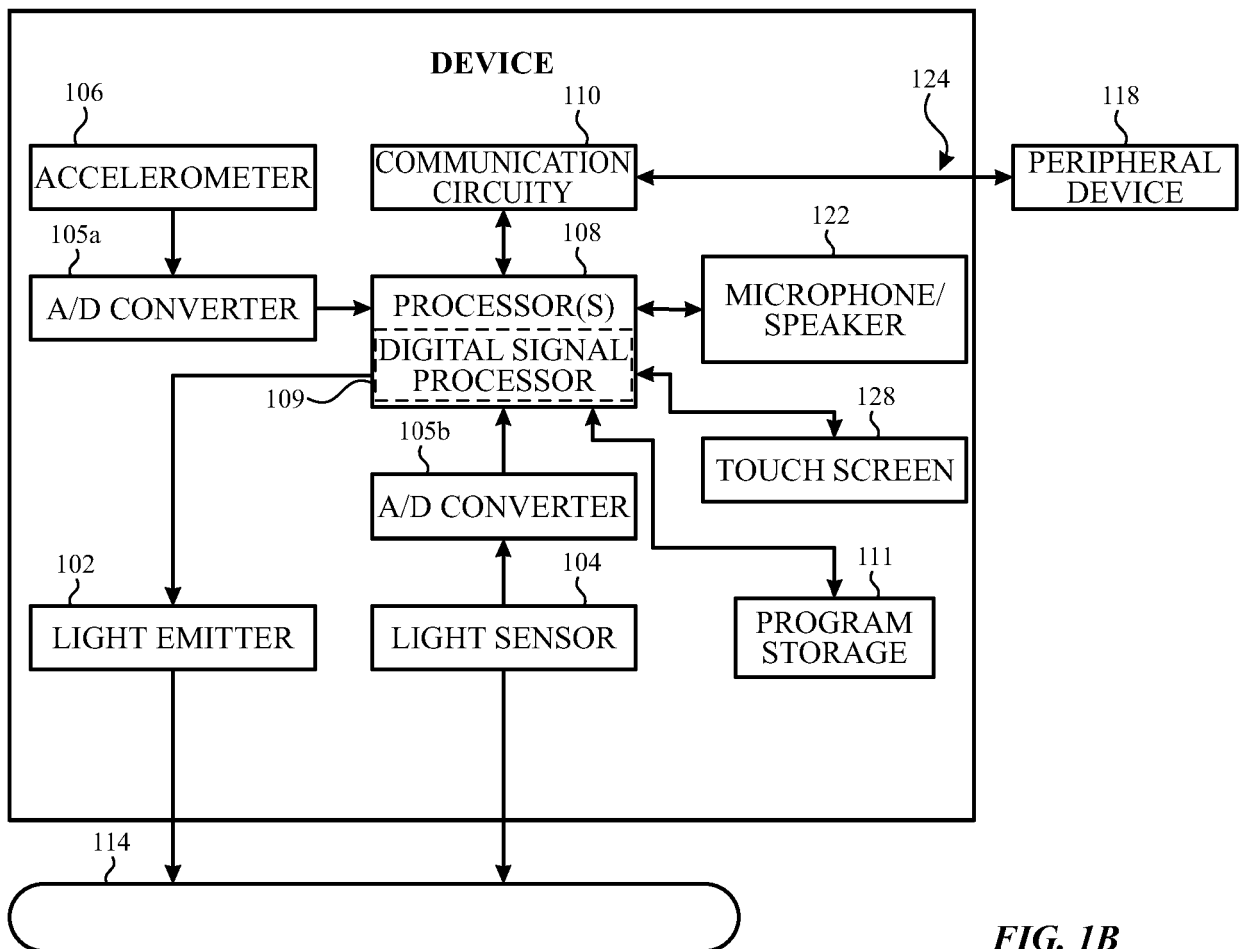 DEVICE
106
110
124
118
ACCELEROMETER
COMMUNICATION
CIRCUITY
PERIPHERAL
DEVICE
105a
108
122
A/D CONVERTER
PROCESSOR(S)
MICROPHONE/
SPEAKER
DIGITAL SIGNAL
PROCESSOR
109
128
105b
TOUCH SCREEN
A/D CONVERTER
102
104
111
LIGHT EMITTER
LIGHT SENSOR
PROGRAM
STORAGE
114
FIG. 1B